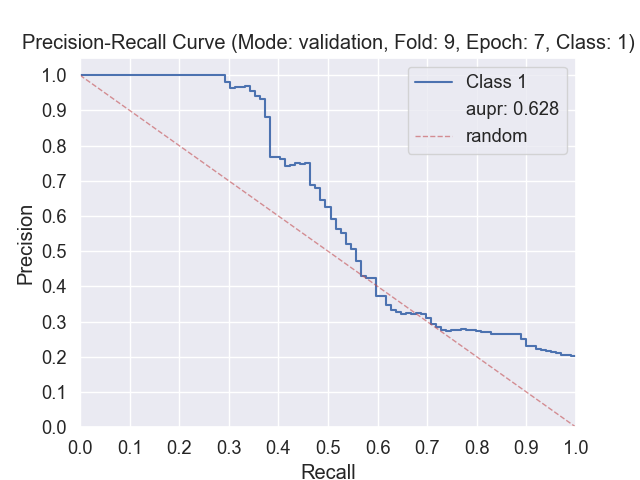 Precision-Recall Curve (Mode: validation, Fold: 9, Epoch: 7, Class: 1)
Class 1
aupr: 0.628
random
Precision
1.0
0.9
0.8
0.7
0.6
0.5
0.4
0.3
0.2
0.1
0.0
0.0 0.1 0.2 0.3 0.4 0.5 0.6 0.7 0.8 0.9 1.0
Recall